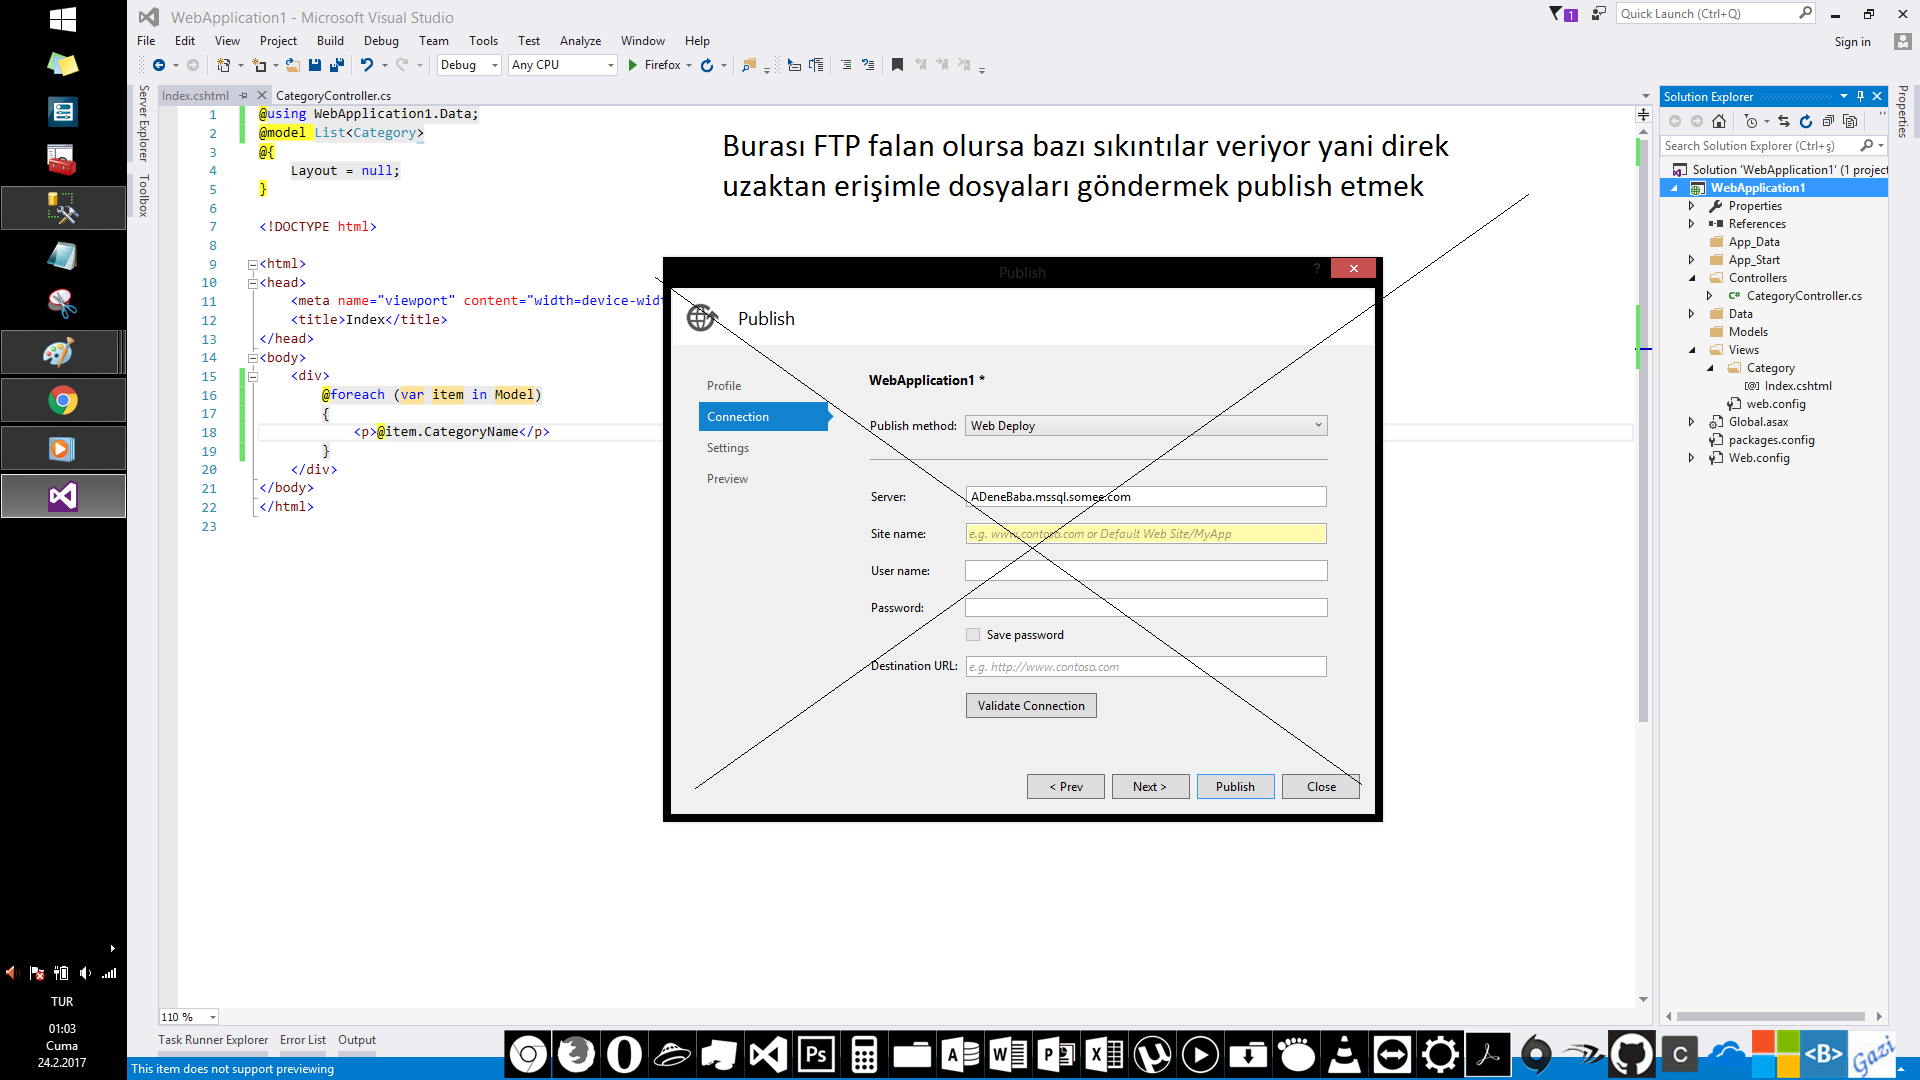 WebApplication1 - Microsoft Visual Studio
1
Quick Launch (Ctrl+Q)
File Edit View Project Build Debug Team Tools Test Analyze Window Help
Sign in
Debug Any CPU Firefox
Server Explorer
Toolbox
Index.cshtml CategoryController.cs
1 @using WebApplication1.Data;
2 @model List<Category>
3 @{
4 Layout = null;
5 }
6
7 <!DOCTYPE html>
8
9 <html>
10 <head>
11 <meta name="viewport" content="width=device-widt
12 <title>Index</title>
13 </head>
14 <body>
15 <div>
16 @foreach (var item in Model)
17 {
18 <p>@item.CategoryName</p>
19 }
20 </div>
21 </body>
22 </html>
23
Burası FTP falan olursa bazı sıkıntılar veriyor yani direk
uzaktan erişimle dosyaları göndermek publish etmek
Publish
?
Publish
Profile
Connection
Settings
Preview
WebApplication1 *
Publish method: Web Deploy
Server: ADeneBaba.mssql.somee.com
Site name: e.g. www.contoso.com or Default Web Site/MyApp
User name:
Password:
Save password
Destination URL: e.g. http://www.contoso.com
Validate Connection
< Prev Next > Publish Close
Solution Explorer
Search Solution Explorer (Ctrl+ş)
Solution 'WebApplication1' (1 project
WebApplication1
Properties
References
App_Data
App_Start
Controllers
C# CategoryController.cs
Data
Models
Views
Category
Index.cshtml
web.config
Global.asax
packages.config
Web.config
Properties
110 %
Task Runner Explorer Error List Output
This item does not support previewing
TUR
01:03
Cuma
24.2.2017
Ps
A
W
P
X
C
<B>
Gazi